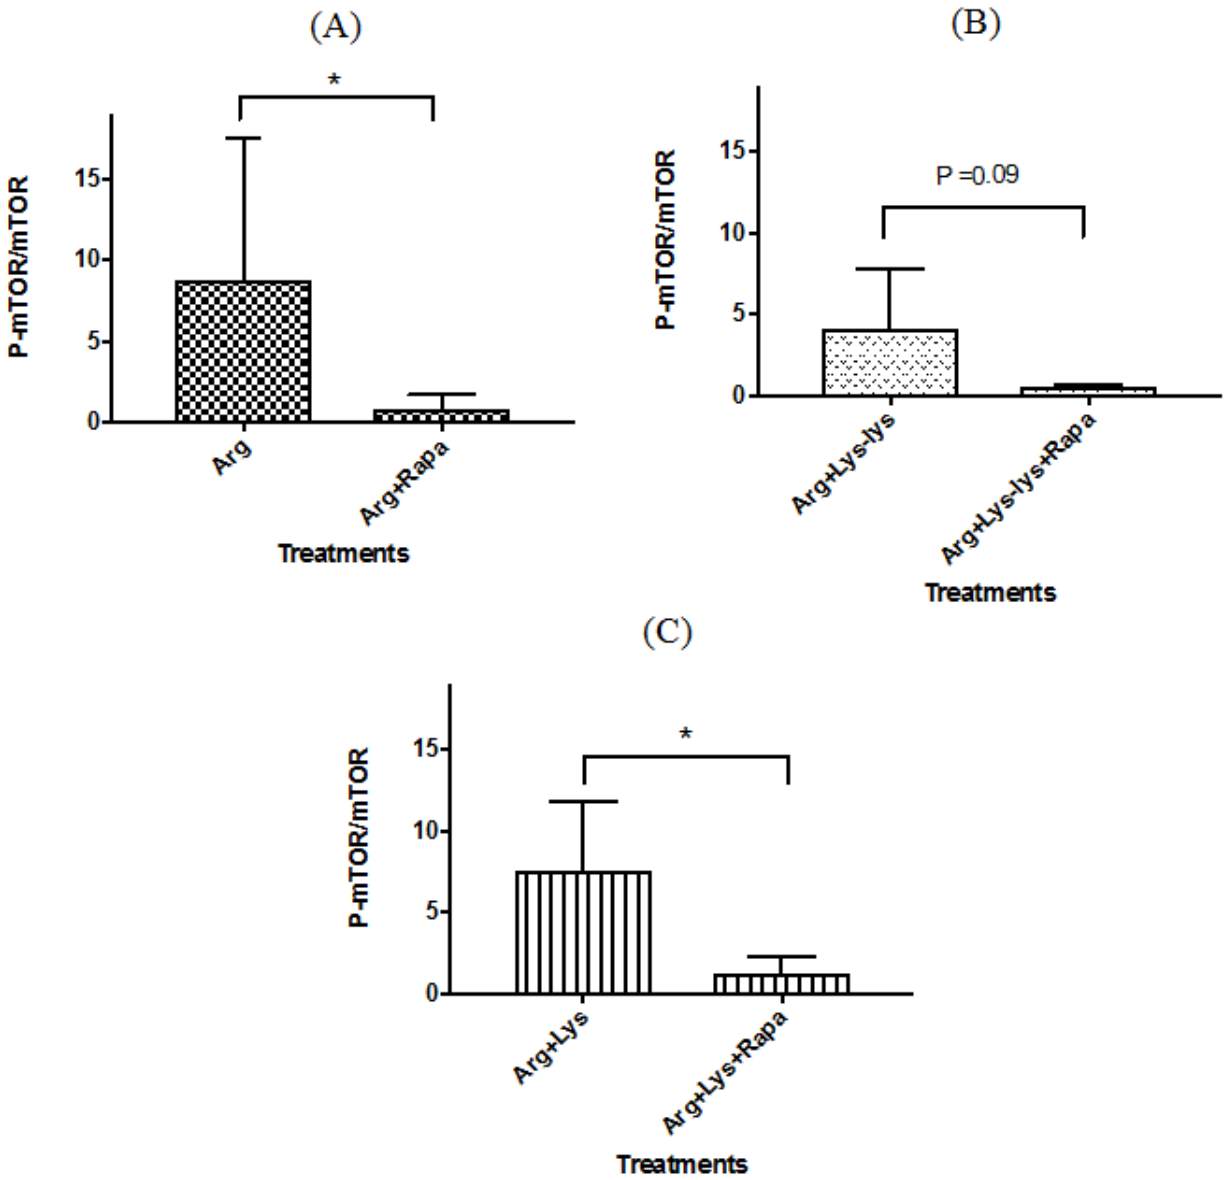 (A)
*
P-mTOR/mTOR
15
10
5
0
Arg
Arg+Rapa
Treatments
(B)
P =0.09
P-mTOR/mTOR
15
10
5
0
Arg+Lys-lys
Arg+Lys-lys+Rapa
Treatments
(C)
*
P-mTOR/mTOR
15
10
5
0
Arg+Lys
Arg+Lys+Rapa
Treatments